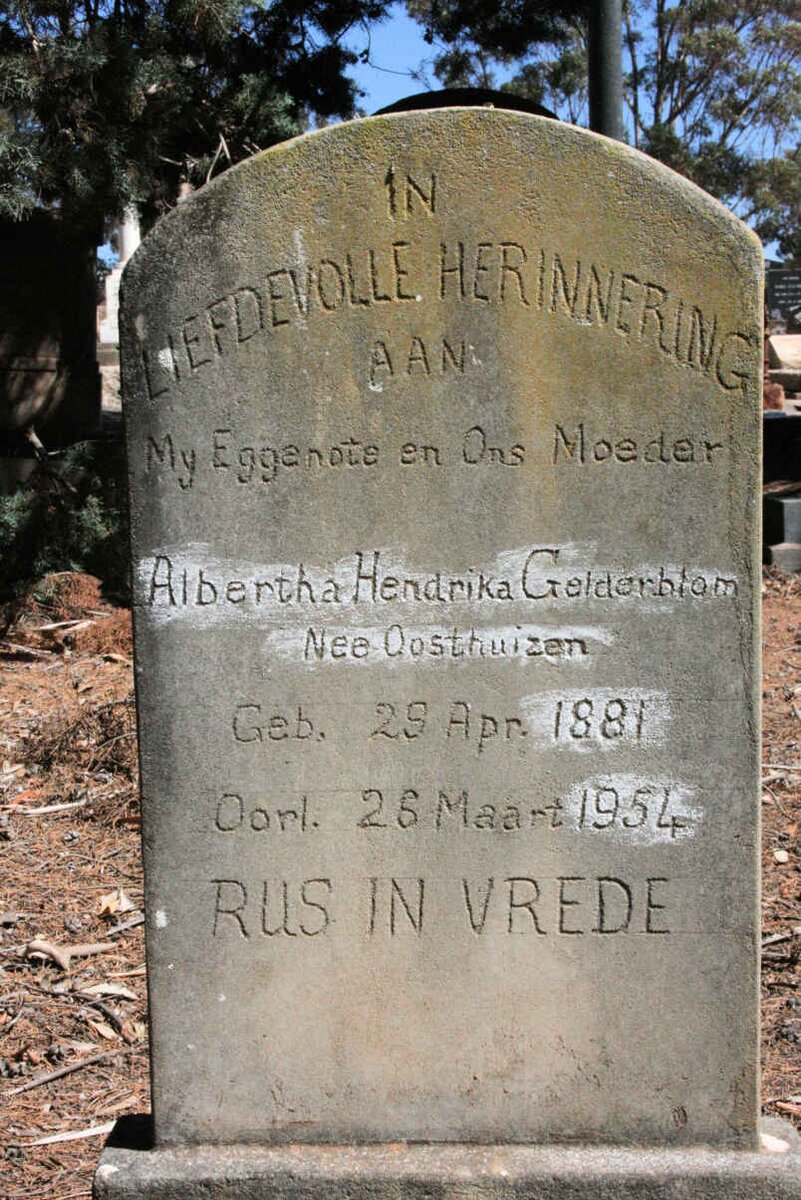 IN
LIEFDEVOLLE HERINNERING
AAN
My Eggenote en Ons Moeder
Albertha Hendrika Gelderblom
Nee Oosthuizen
Geb. 29 Apr. 1881
Oorl. 26 Maart 1954
RUS IN VREDE